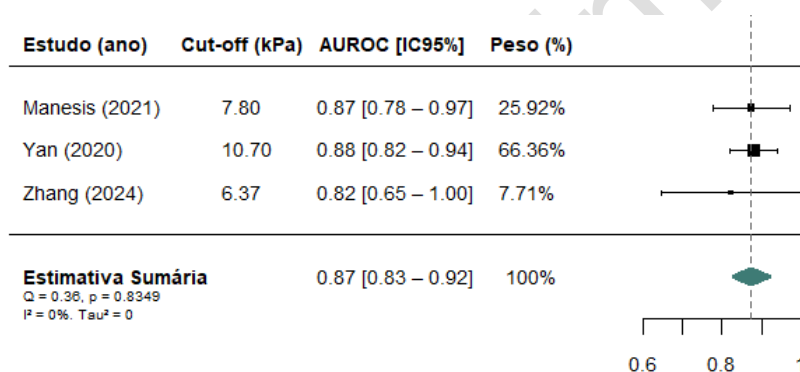 Estudo (ano) Cut-off (kPa) AUROC [IC95%] Peso (%)
Manesis (2021) 7.80 0.87 [0.78 – 0.97] 25.92%
Yan (2020) 10.70 0.88 [0.82 – 0.94] 66.36%
Zhang (2024) 6.37 0.82 [0.65 – 1.00] 7.71%
Estimativa Sumária 0.87 [0.83 – 0.92] 100%
Q = 0.36, p = 0.8349
I² = 0%. Tau² = 0
0.6 0.8